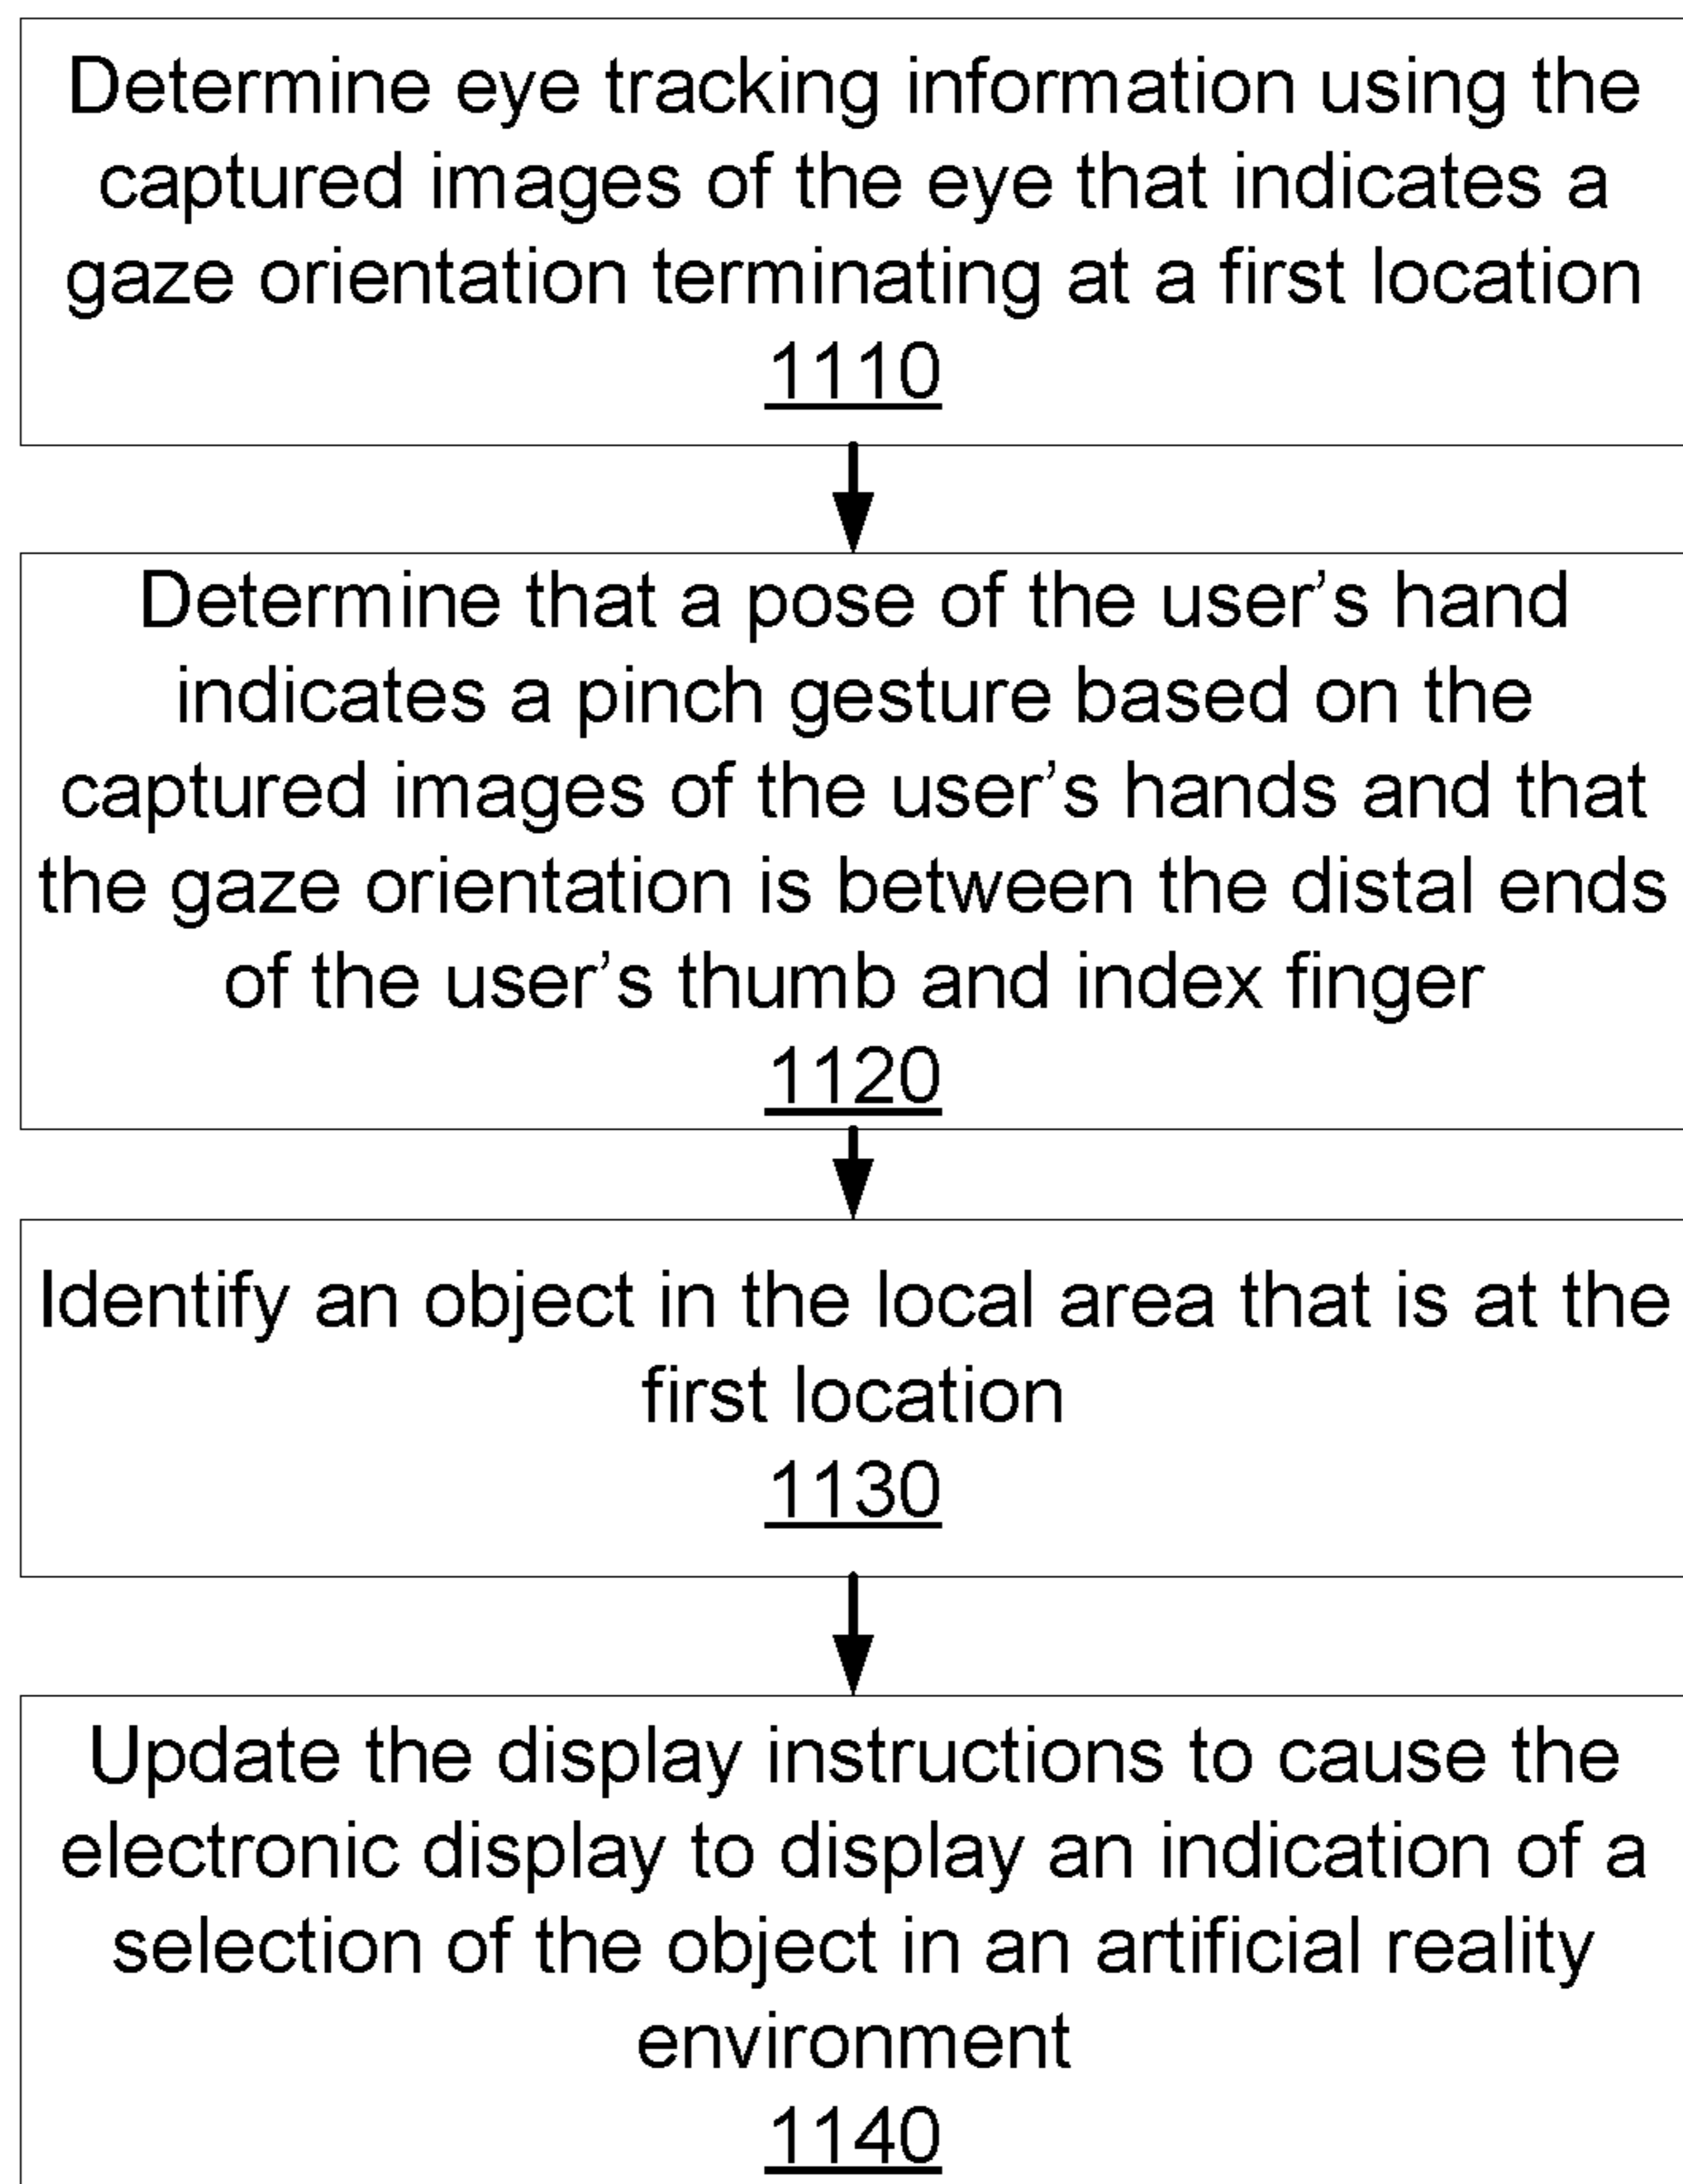 Determine eye tracking information using the
captured images of the eye that indicates a
gaze orientation terminating at a first location
1110
Determine that a pose of the user’s hand
indicates a pinch gesture based on the
captured images of the user’s hands and that
the gaze orientation is between the distal ends
of the user’s thumb and index finger
1120
Identify an object in the local area that is at the
first location
1130
Update the display instructions to cause the
electronic display to display an indication of a
selection of the object in an artificial reality
environment
1140